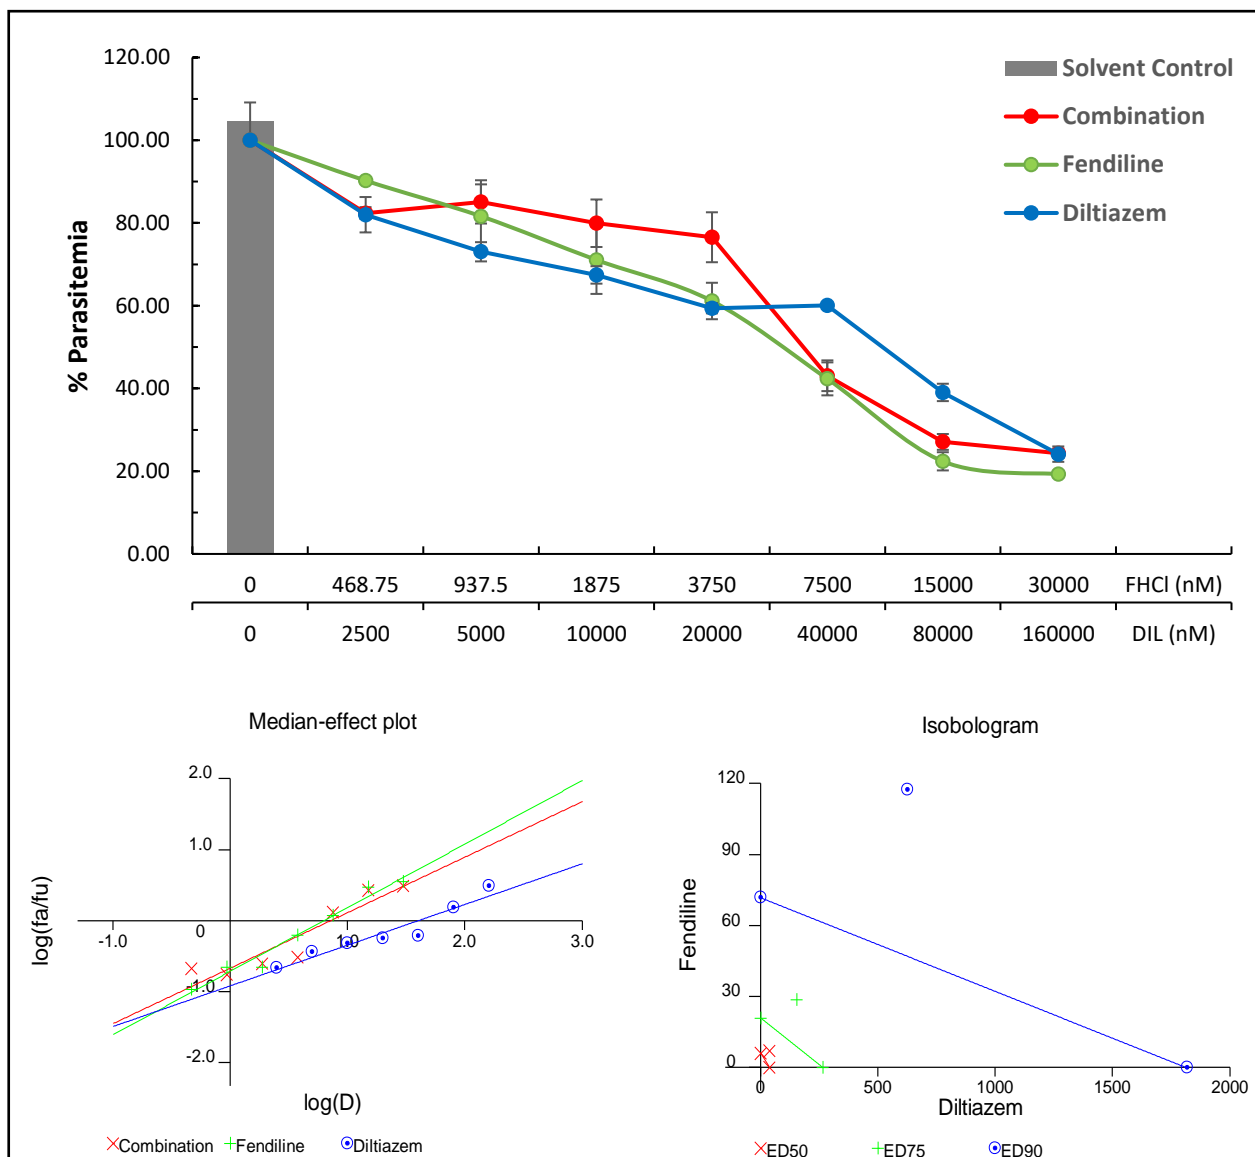 120.00
100.00
80.00
60.00
40.00
20.00
0.00
% Parasitemia
Solvent Control
Combination
Fendiline
Diltiazem
0 468.75 937.5 1875 3750 7500 15000 30000 FHCl (nM)
0 2500 5000 10000 20000 40000 80000 160000 DIL (nM)
Median-effect plot
2.0
1.0
-1.0 0 1.0 2.0 3.0
-1.0
-2.0
log(fa/fu)
log(D)
Combination Fendiline Diltiazem
Isobologram
120
90
60
30
0
Fendiline
0 500 1000 1500 2000
Diltiazem
ED50 ED75 ED90